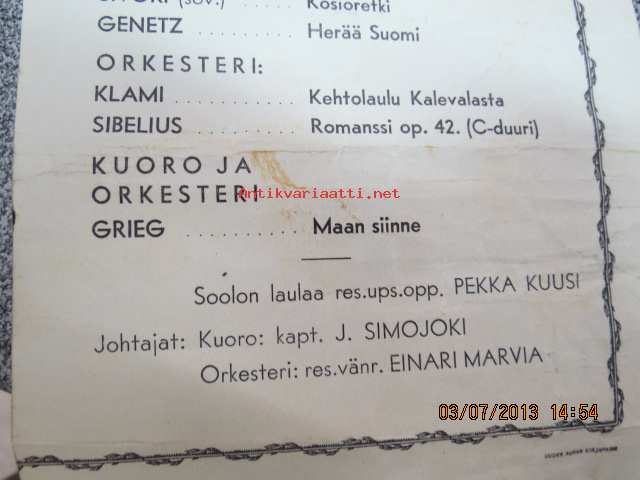 (sov.) Kosioretki
GENETZ . . . . . . . . . . . Herää Suomi
ORKESTERI:
KLAMI . . . . . . . . . . . Kehtolaulu Kalevalasta
SIBELIUS . . . . . . . . . Romanssi op. 42. (C-duuri)
KUORO JA
ORKESTERI
Antikvariaatti.net
GRIEG . . . . . . . . . . Maan siinne
Soolon laulaa res.ups.opp. PEKKA KUUSI
Johtajat: Kuoro: kapt. J. SIMOJOKI
Orkesteri: res.vänr. EINARI MARVIA
03/07/2013 14:54